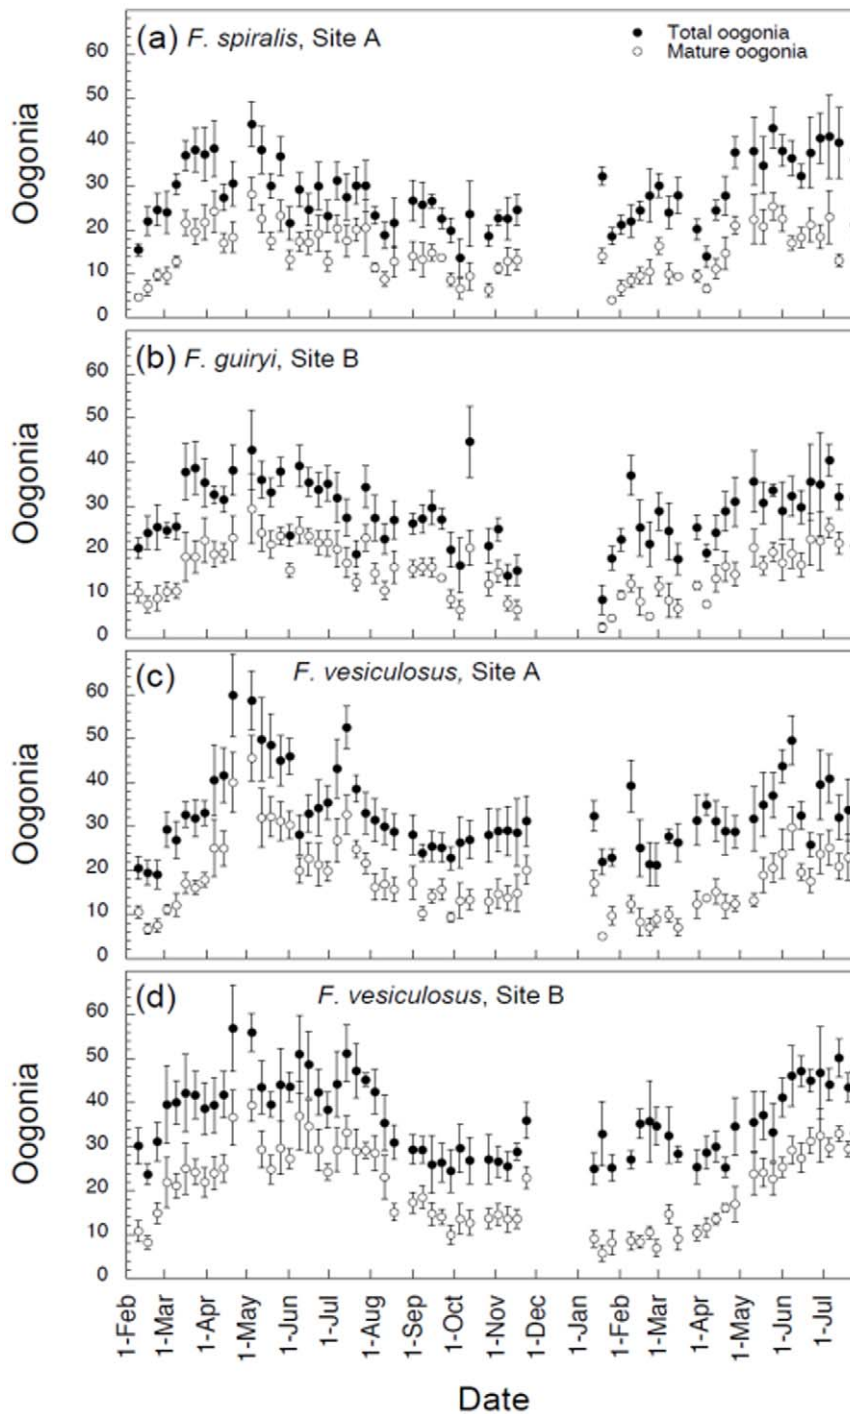 (a) F. spiralis, Site A
Total oogonia
Mature oogonia
Oogonia
60
50
40
30
20
10
0
(b) F. guiryi, Site B
Oogonia
60
50
40
30
20
10
0
(c) F. vesiculosus, Site A
Oogonia
60
50
40
30
20
10
0
(d) F. vesiculosus, Site B
Oogonia
60
50
40
30
20
10
0
1-Feb
1-Mar
1-Apr
1-May
1-Jun
1-Jul
1-Aug
1-Sep
1-Oct
1-Nov
1-Dec
1-Jan
1-Feb
1-Mar
1-Apr
1-May
1-Jun
1-Jul
Date